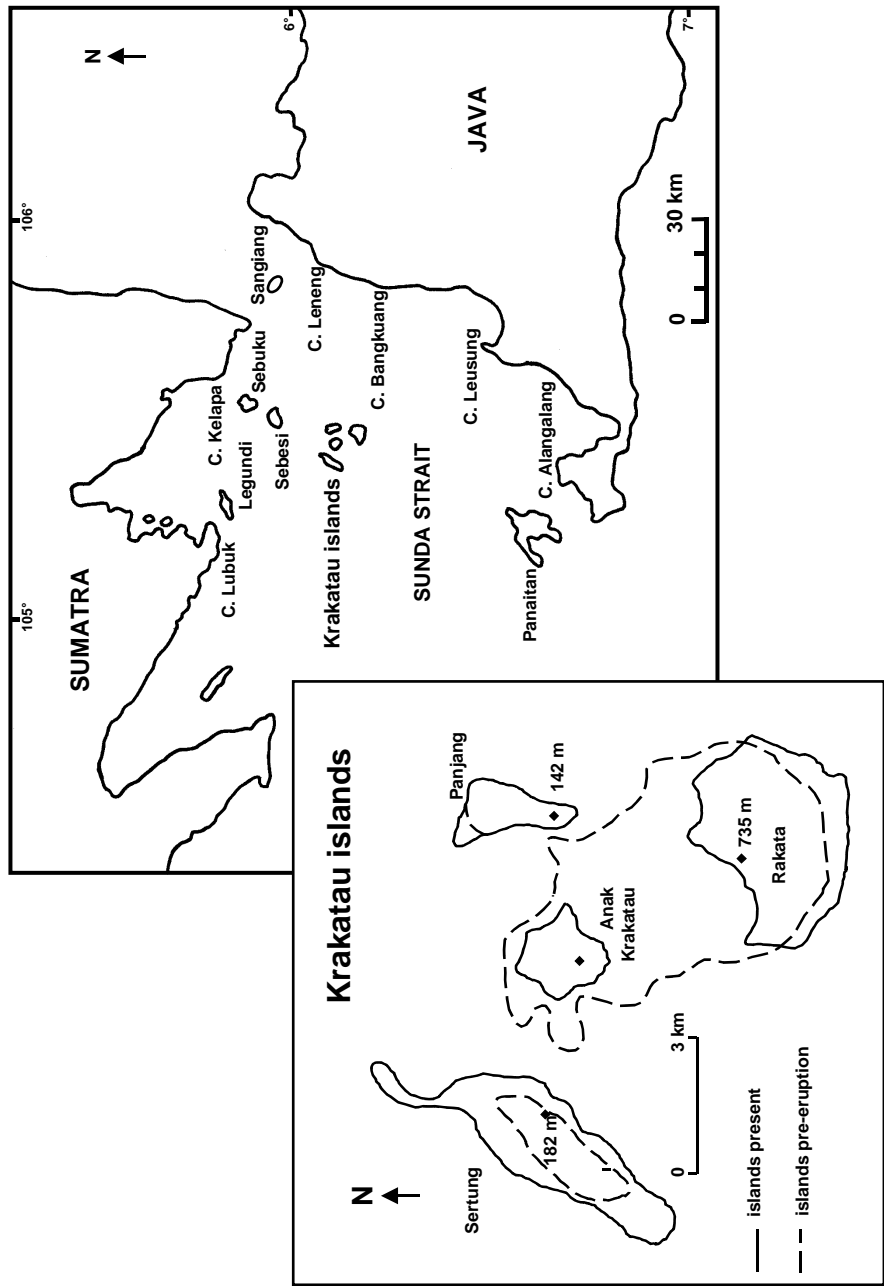 N
SUMATRA
JAVA
105°
106°
6°
7°
C. Lubuk
Legundi
C. Kelapa
Sebuku
Sebesi
Sangiang
C. Leneng
Krakatau islands
C. Bangkuang
SUNDA STRAIT
C. Leusung
C. Alangalang
Panaitan
0
30 km
Krakatau islands
N
Sertung
182 m
Panjang
142 m
Anak
Krakatau
735 m
Rakata
0
3 km
islands present
islands pre-eruption